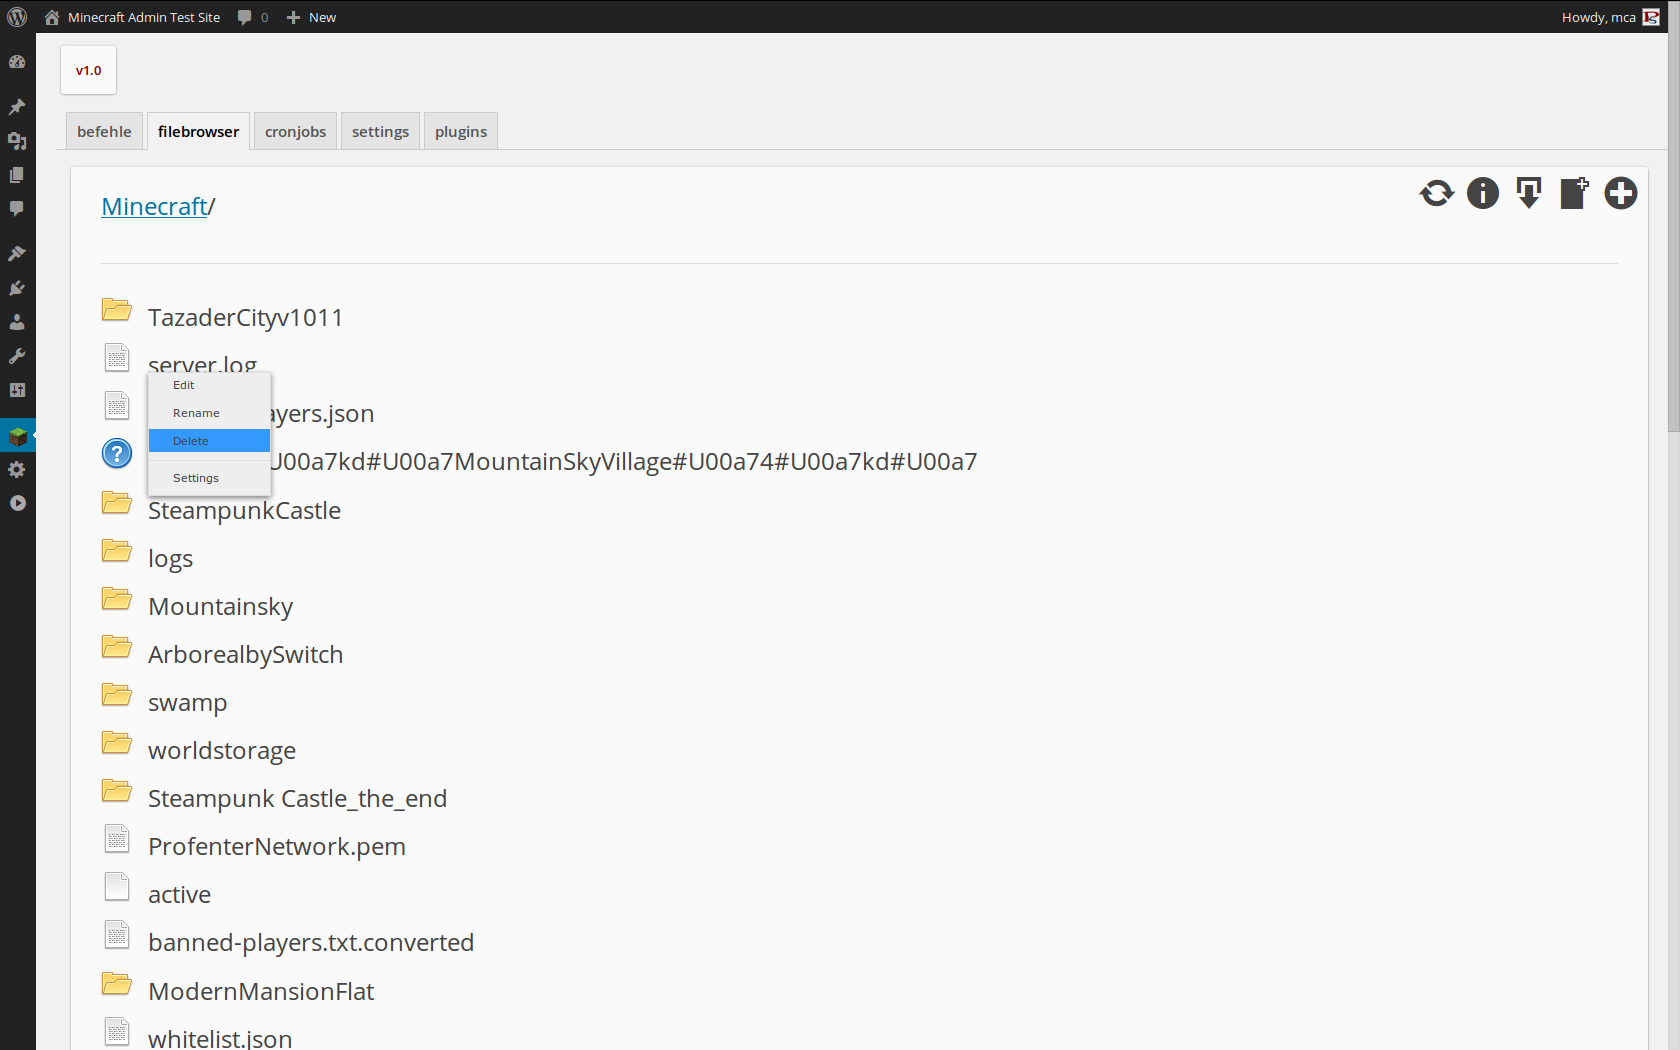 Minecraft Admin Test Site 0 New Howdy, mca
v1.0
befehle filebrowser cronjobs settings plugins
Minecraft/
TazaderCityv1011
server.log
Edit
Rename
ayers.json
Delete
U00a7kd#U00a7MountainSkyVillage#U00a74#U00a7kd#U00a7
Settings
SteampunkCastle
logs
Mountainsky
ArborealbySwitch
swamp
worldstorage
Steampunk Castle_the_end
ProfenterNetwork.pem
active
banned-players.txt.converted
ModernMansionFlat
whitelist.json